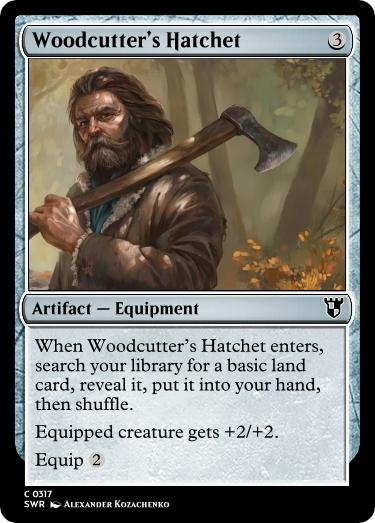 Woodcutter's Hatchet 3
Artifact — Equipment
When Woodcutter's Hatchet enters,
search your library for a basic land
card, reveal it, put it into your hand,
then shuffle.
Equipped creature gets +2/+2.
Equip 2
C 0317
SWR Alexander Kozachenko